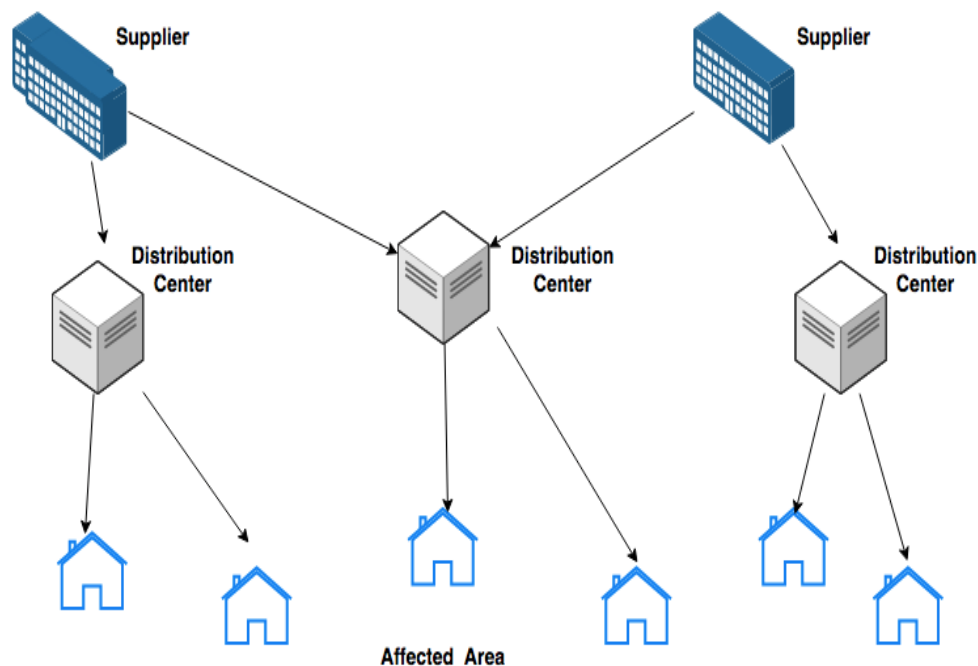 Supplier
Supplier
Distribution
Center
Distribution
Center
Distribution
Center
Affected Area